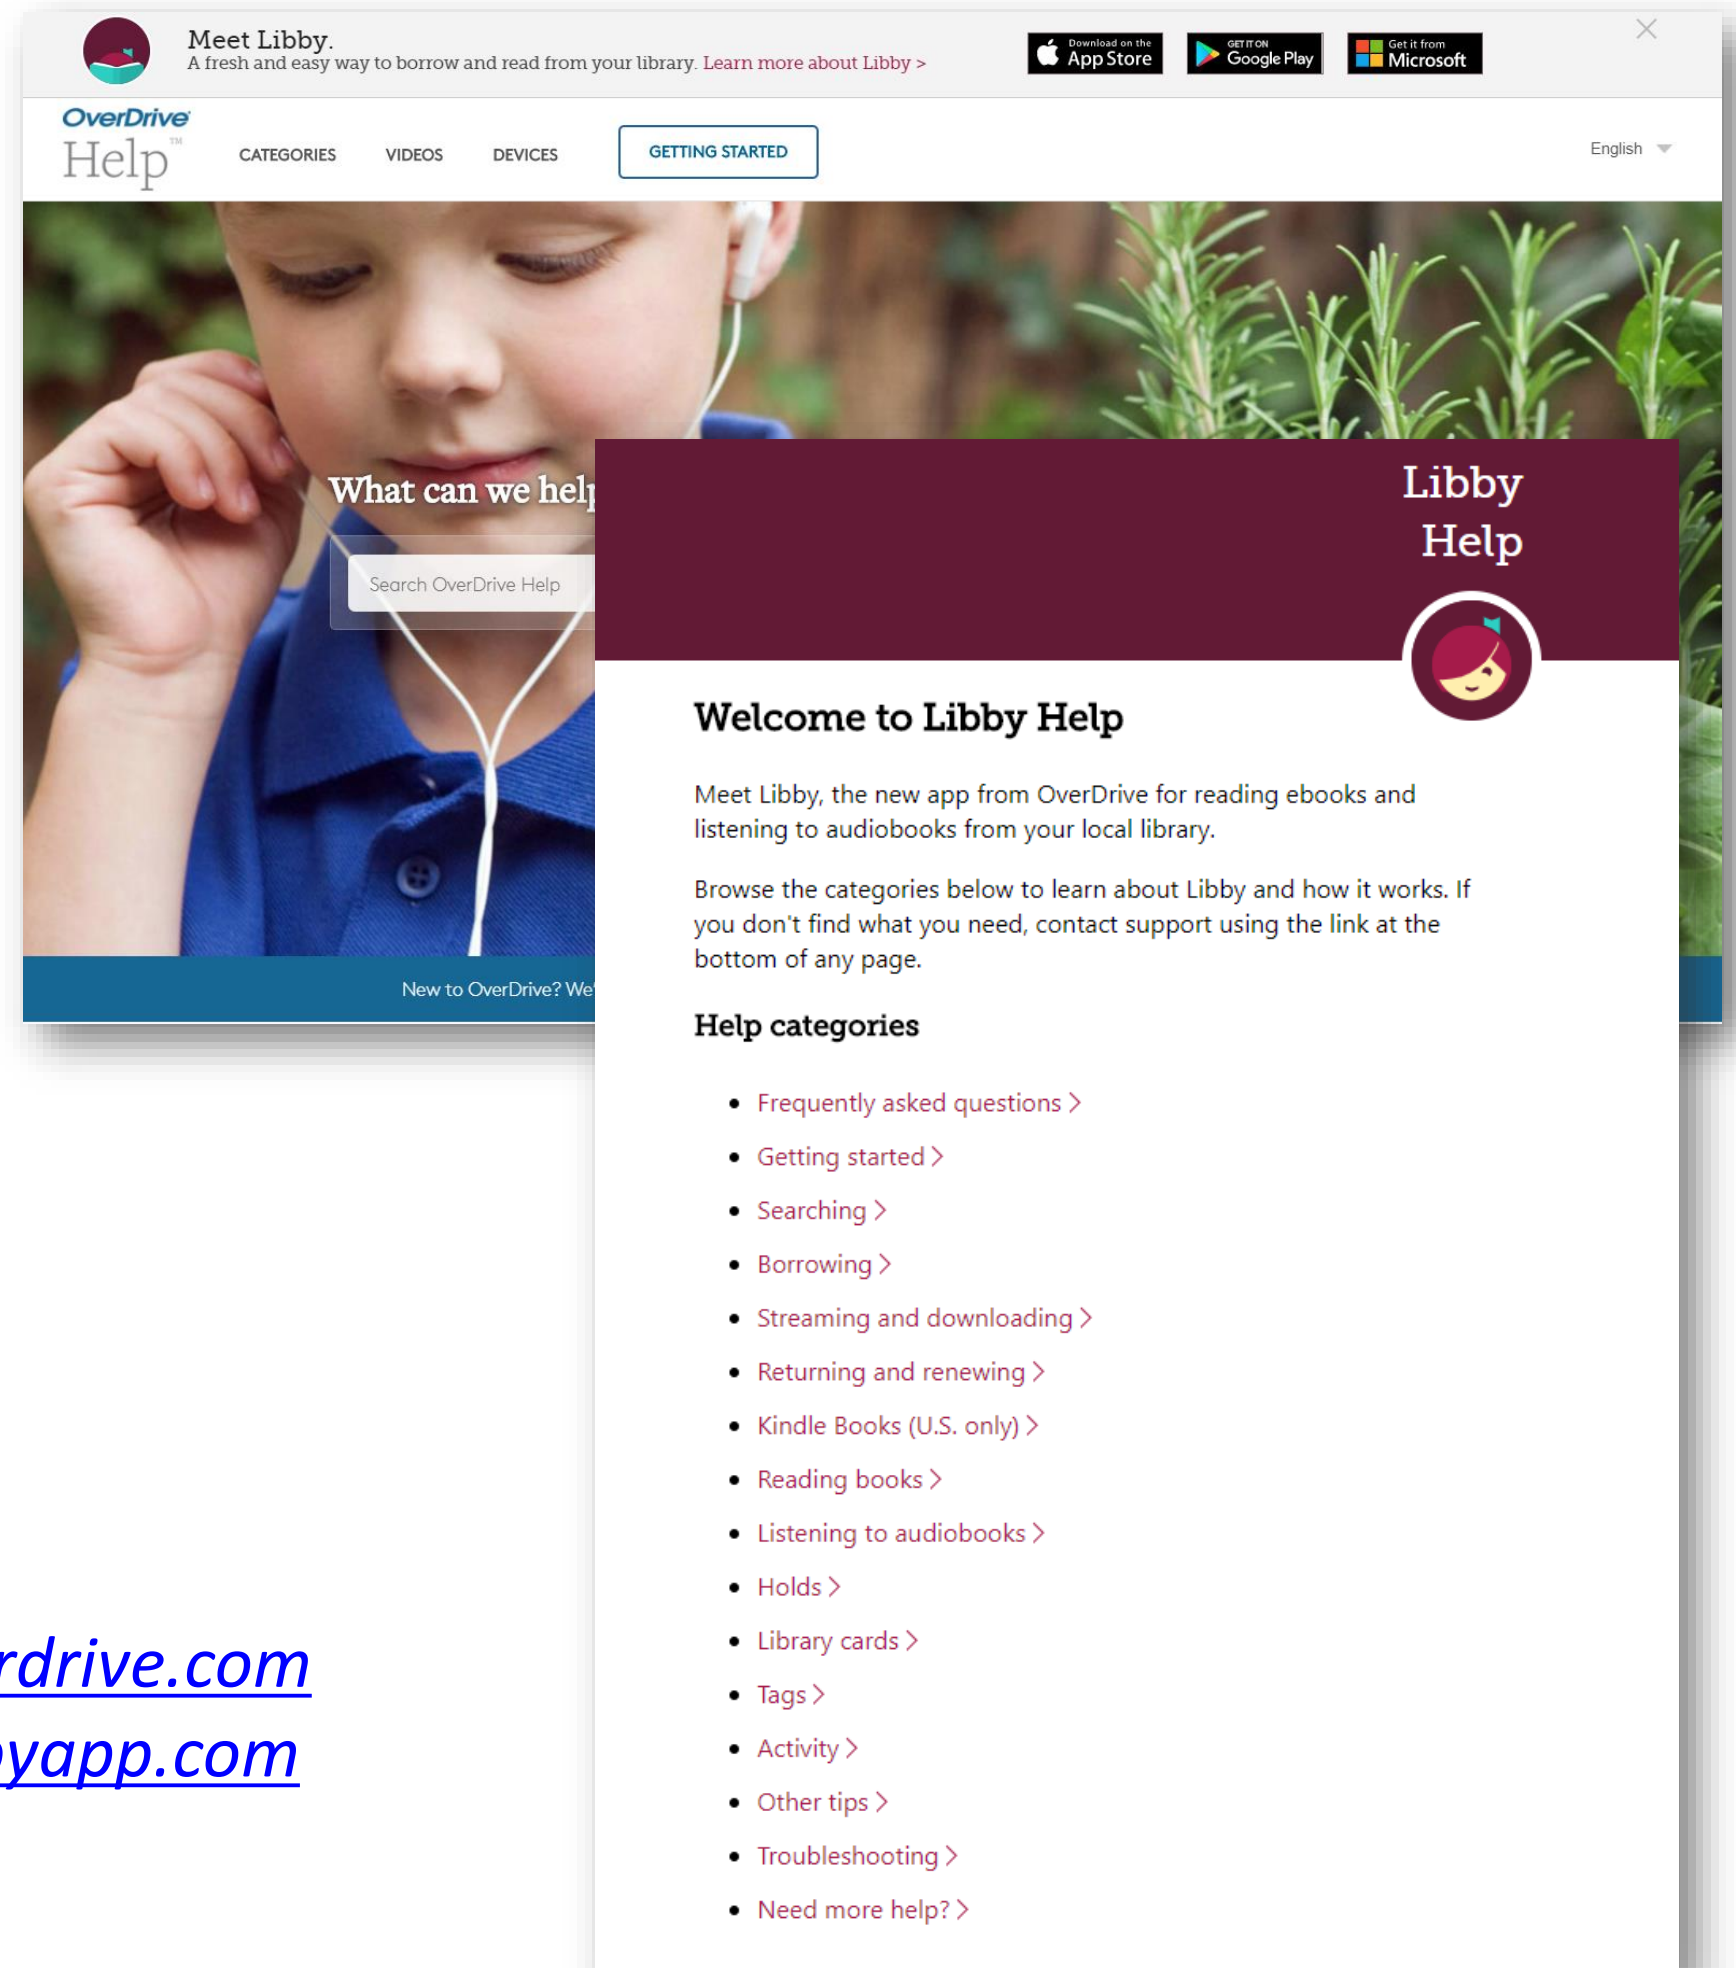 Meet Libby.
A fresh and easy way to borrow and read from your library. Learn more about Libby >
Download on the
App Store
GET IT ON
Google Play
Get it from
Microsoft
OverDrive
Help™
CATEGORIES
VIDEOS
DEVICES
GETTING STARTED
English
What can we help
Search OverDrive Help
New to OverDrive? We'
Libby
Help
Welcome to Libby Help
Meet Libby, the new app from OverDrive for reading ebooks and
listening to audiobooks from your local library.
Browse the categories below to learn about Libby and how it works. If
you don't find what you need, contact support using the link at the
bottom of any page.
Help categories
• Frequently asked questions >
• Getting started >
• Searching >
• Borrowing >
• Streaming and downloading >
• Returning and renewing >
• Kindle Books (U.S. only) >
• Reading books >
• Listening to audiobooks >
• Holds >
• Library cards >
• Tags >
• Activity >
• Other tips >
• Troubleshooting >
• Need more help? >
rdrive.com
byapp.com